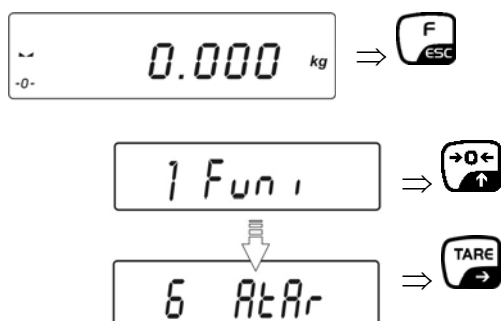 0.000 kg ⇒ F ESC
-0-
1 Funi ⇒ →0← ↑
6 AtAr ⇒ TARE →